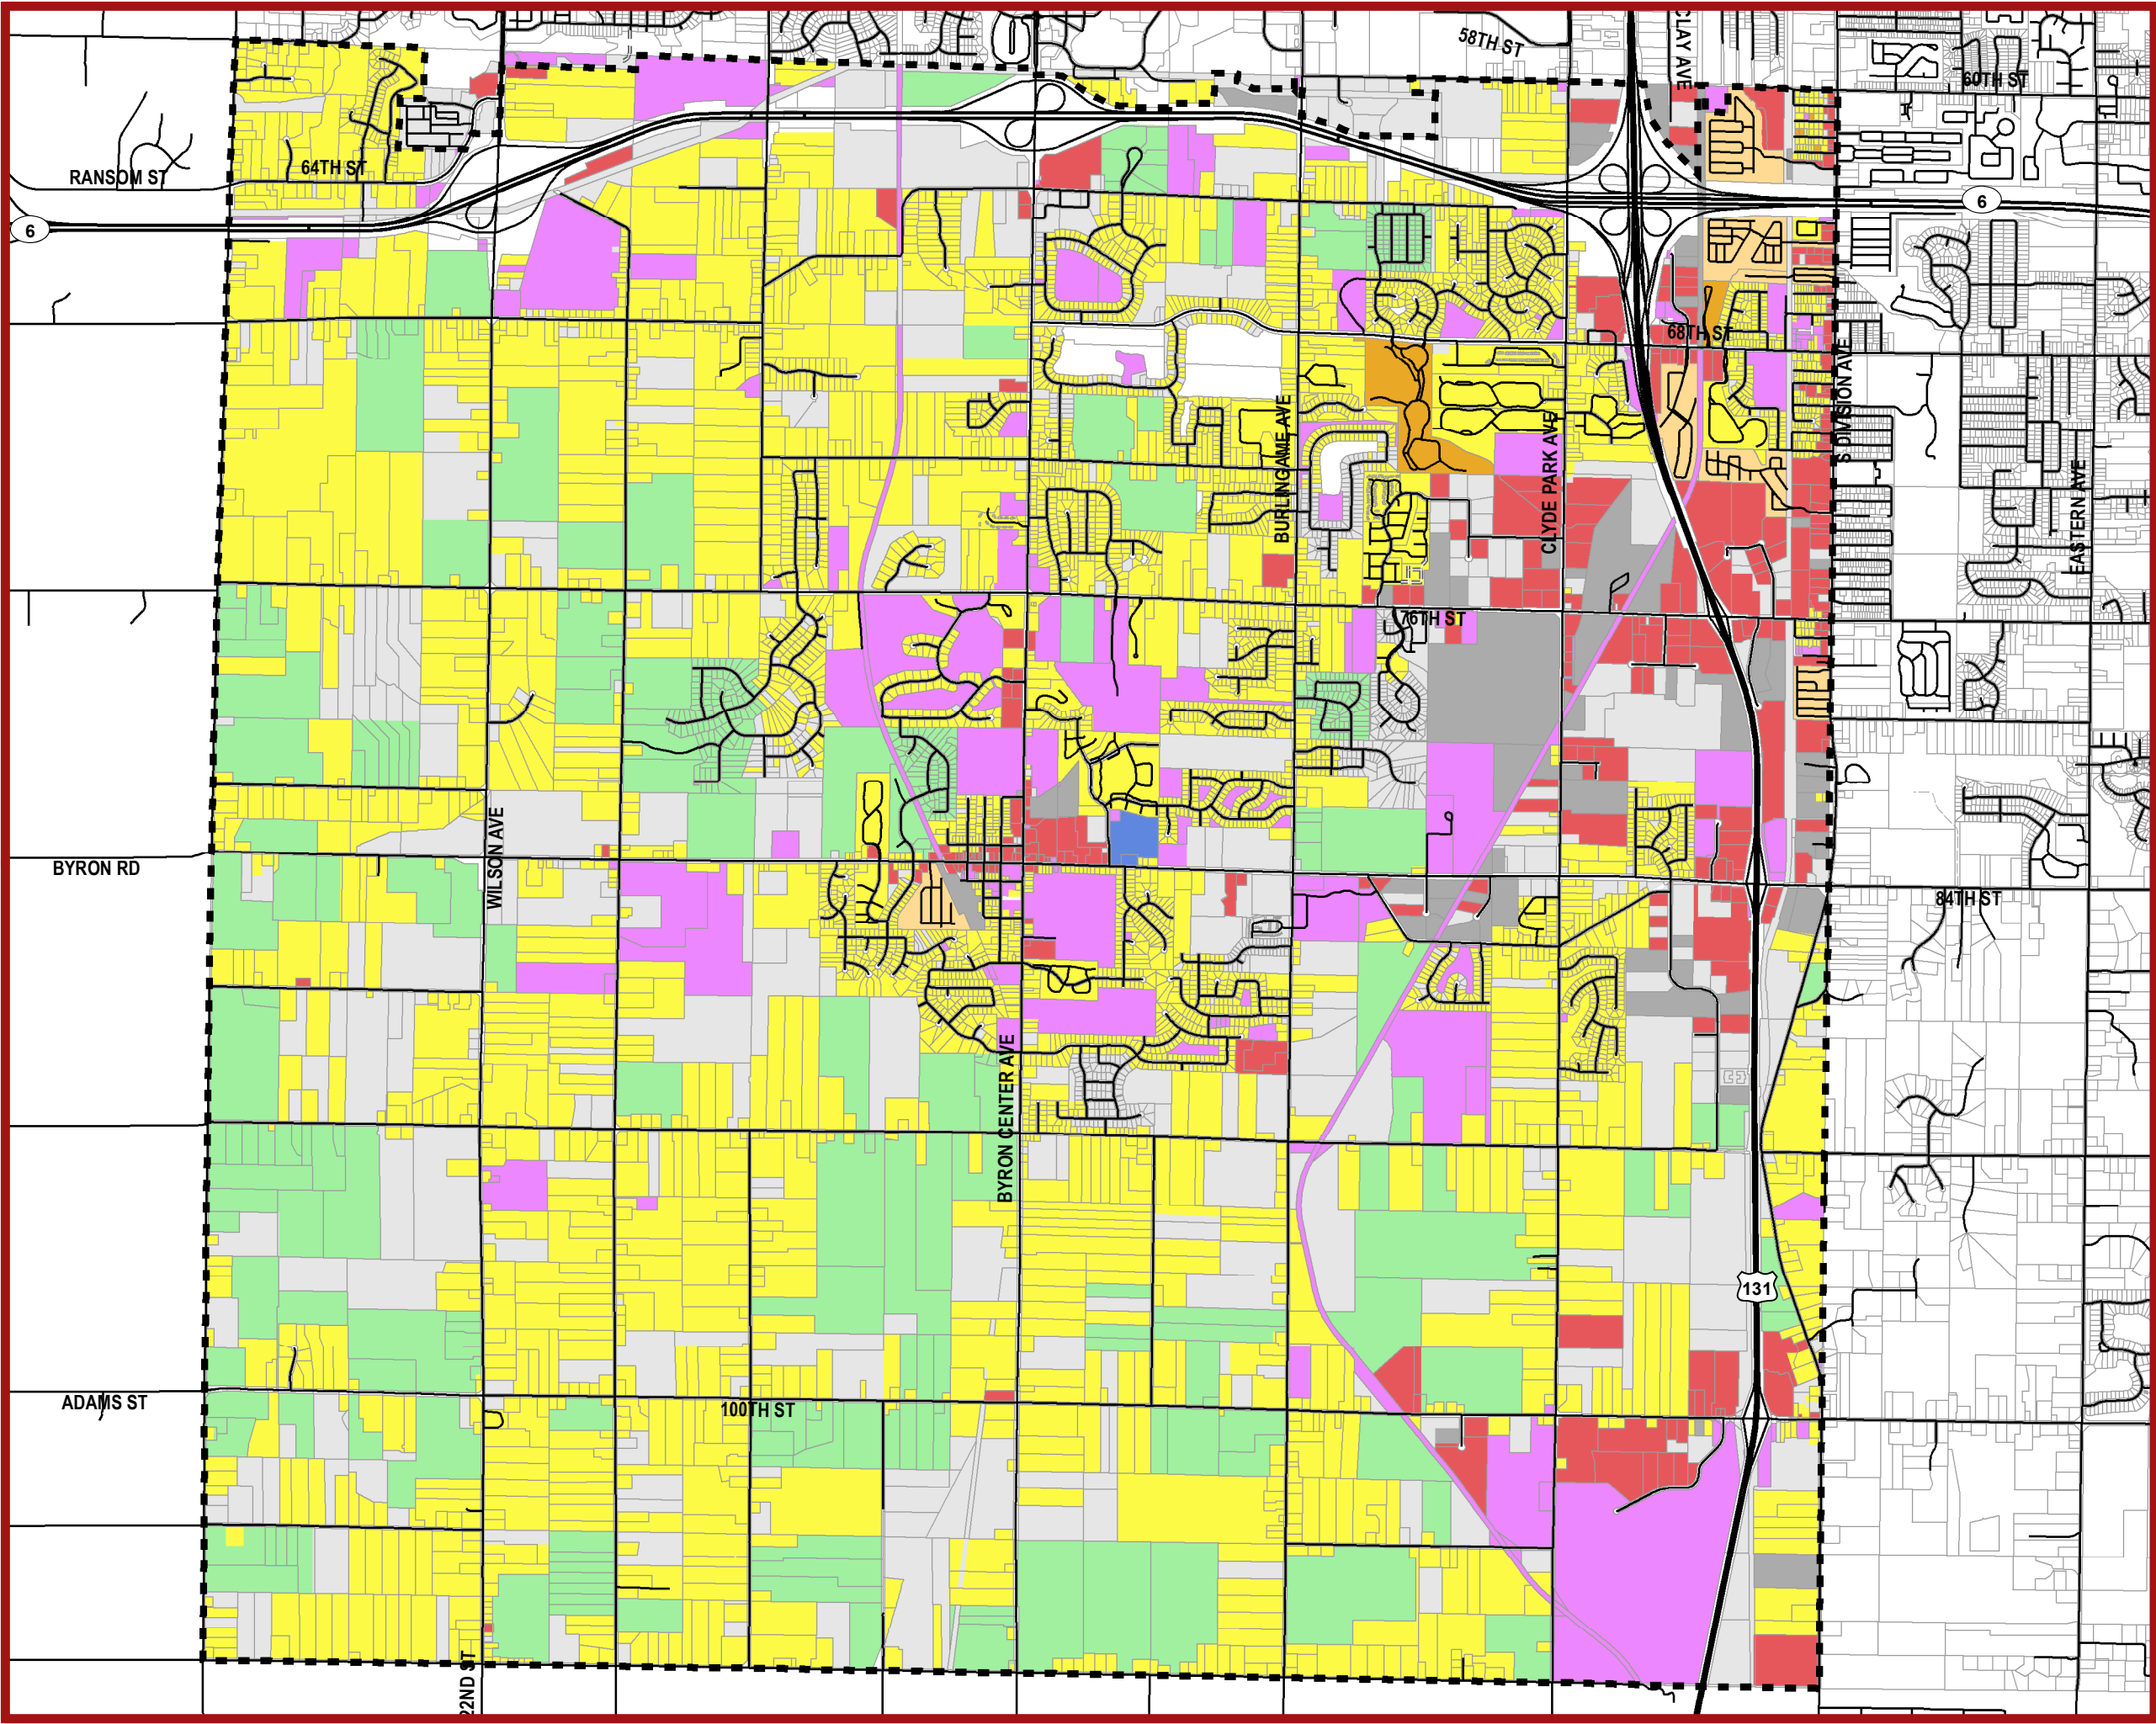 58TH ST
CLAY AVE
60TH ST
RANSOM ST
64TH ST
6
6
68TH ST
S DIVISION AVE
BURLINGAME AVE
CLYDE PARK AVE
EASTERN AVE
76TH ST
WILSON AVE
BYRON RD
84TH ST
BYRON CENTER AVE
131
ADAMS ST
100TH ST
22ND ST